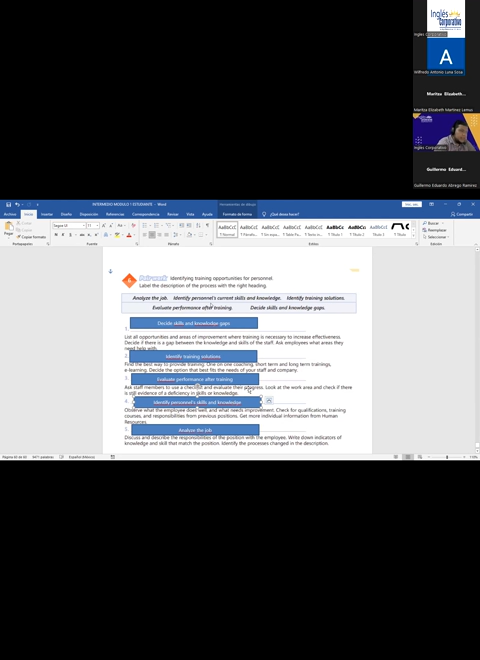 Inglés
corporativo
Inglés Corporativo
A
Wilfredo Antonio Luna Sosa
Maritza Elizabeth...
Maritza Elizabeth Martinez Lemus
Inglés Corporativo
Guillermo Eduard...
Guillermo Eduardo Abrego Ramirez
INTERMEDIO MODULO 1 ESTUDIANTE - Word
Archivo Inicio Insertar Diseño Disposición Referencias Correspondencia Revisar Vista Ayuda Formato de forma ¿Qué desea hacer? Compartir
Pegar
Copiar formato
Buscar
Reemplazar
Seleccionar
Portapapeles Fuente Párrafo Estilos Edición
6 Pairwork Identifying training opportunities for personnel.
Label the description of the process with the right heading.
Analyze the job. Identify personnel's current skills and knowledge. Identify training solutions.
Evaluate performance after training. Decide skills and knowledge gaps.
Decide skills and knowledge gaps
1.
List all opportunities and areas of improvement where training is necessary to increase effectiveness.
Decide if there is a gap between the knowledge and skills of the staff. Ask employees what areas they
need help with.
Identify training solutions
2.
Find the best way to provide training. One on one coaching, short term and long term trainings,
e-learning. Decide the option that best fits the needs of your staff and company.
Evaluate performance after training
3.
Ask staff members to use a checklist and evaluate their progress. Look at the work area and check if there
is still evidence of a deficiency in skills or knowledge.
Identify personnel's skills and knowledge
4.
Observe what the employee does well, and what needs improvement. Check for qualifications, training
courses, and responsibilities from previous positions. Get more individual information from Human
Resources.
Analyze the job
5.
Discuss and describe the responsibilities of the position with the employee. Write down indicators of
knowledge and skill that match the position. Identify the processes changed in the description.